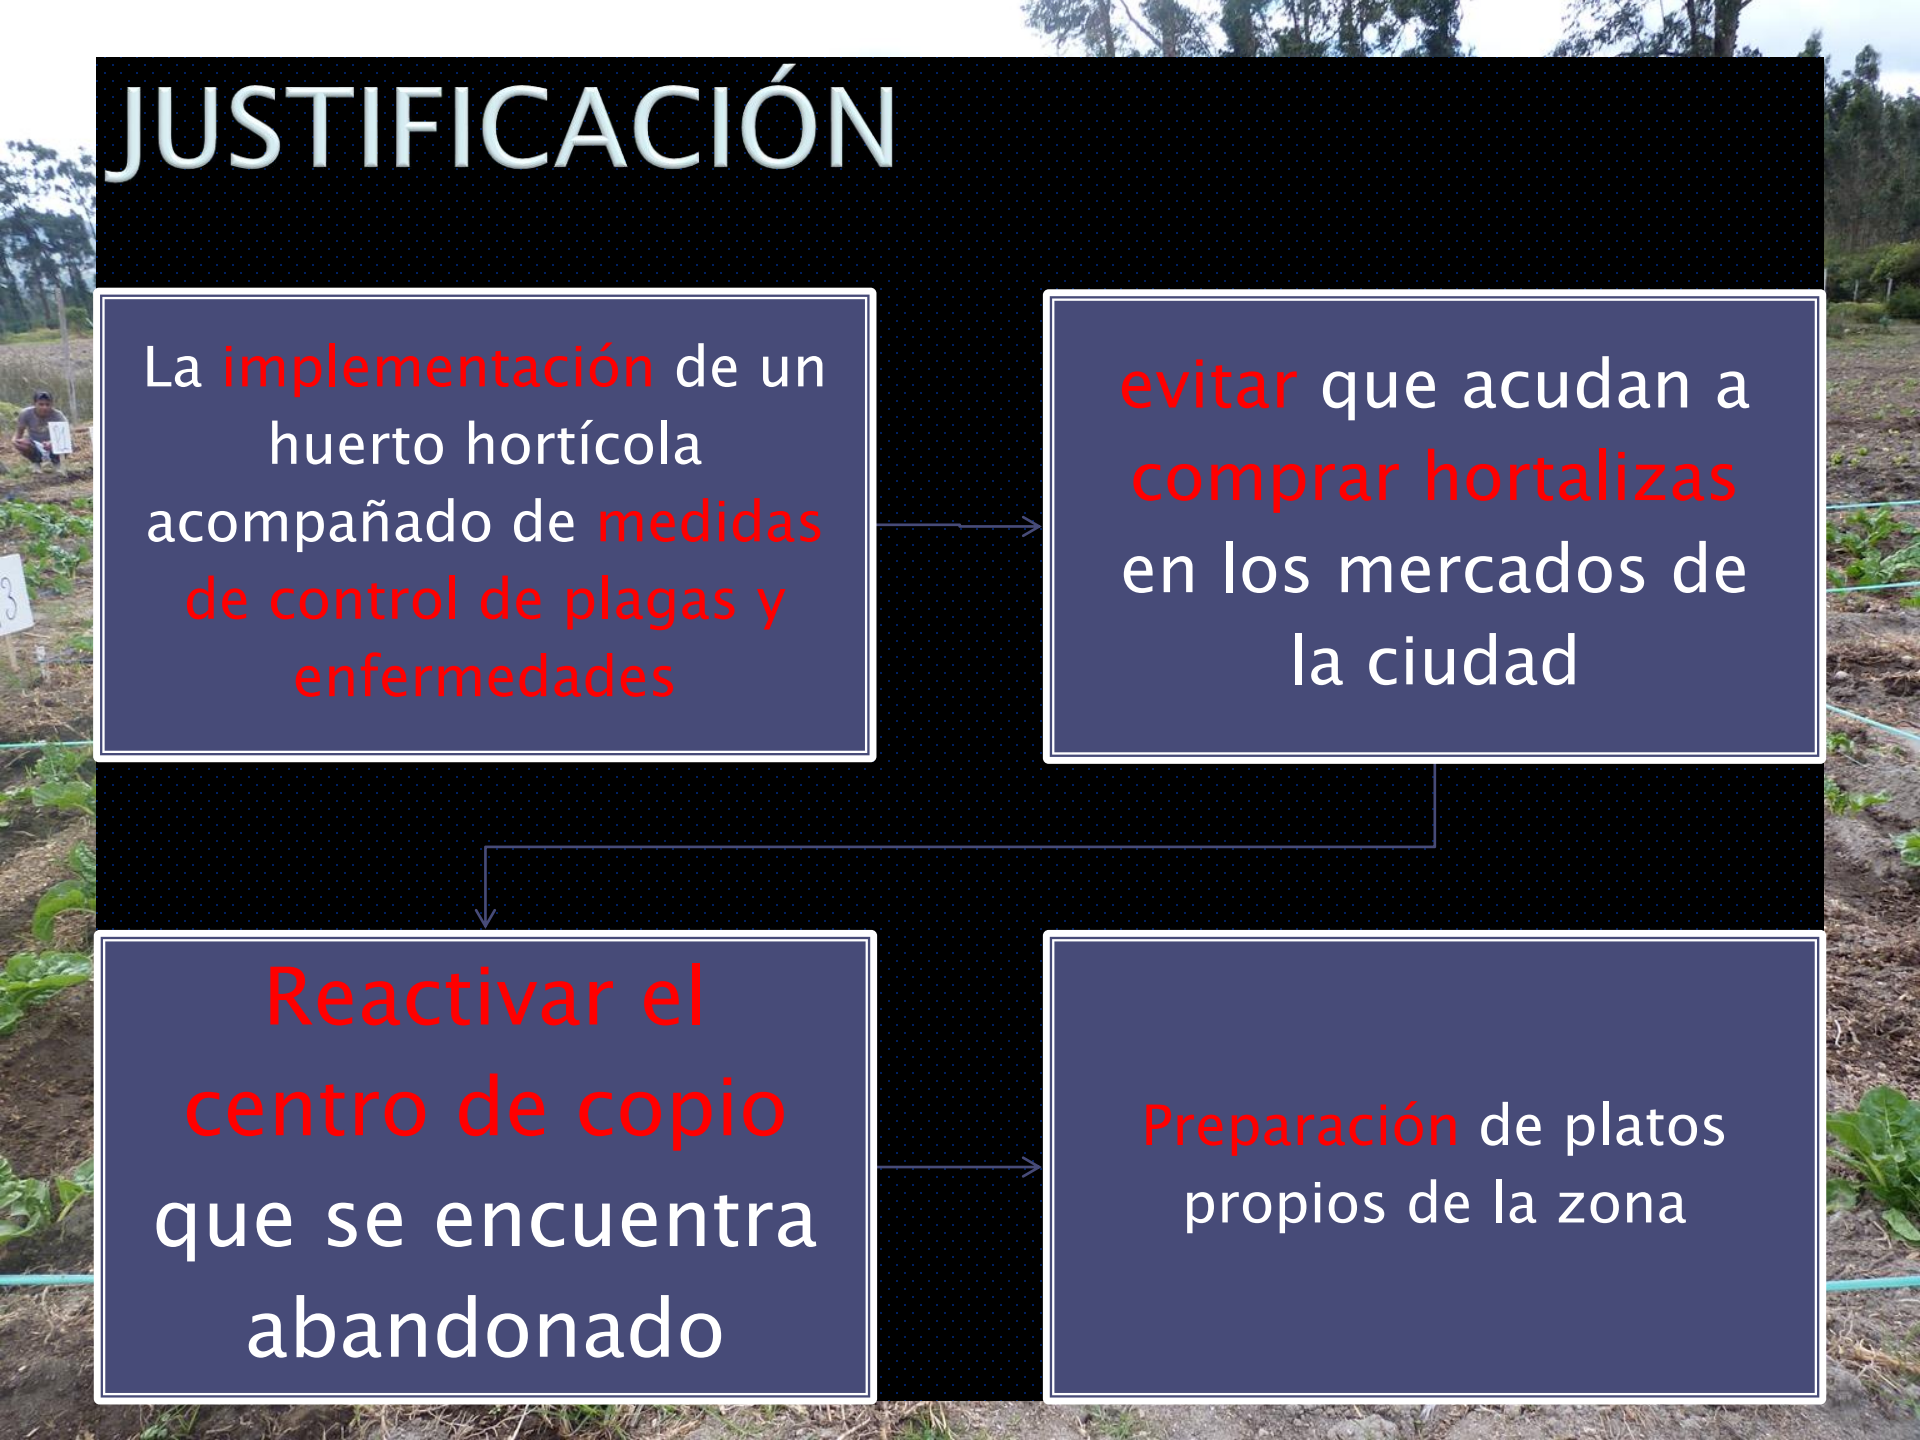 JUSTIFICACIÓN
La implementación de un
huerto hortícola
acompañado de medidas
de control de plagas y
enfermedades
evitar que acudan a
comprar hortalizas
en los mercados de
la ciudad
Reactivar el
centro de copio
que se encuentra
abandonado
Preparación de platos
propios de la zona
3